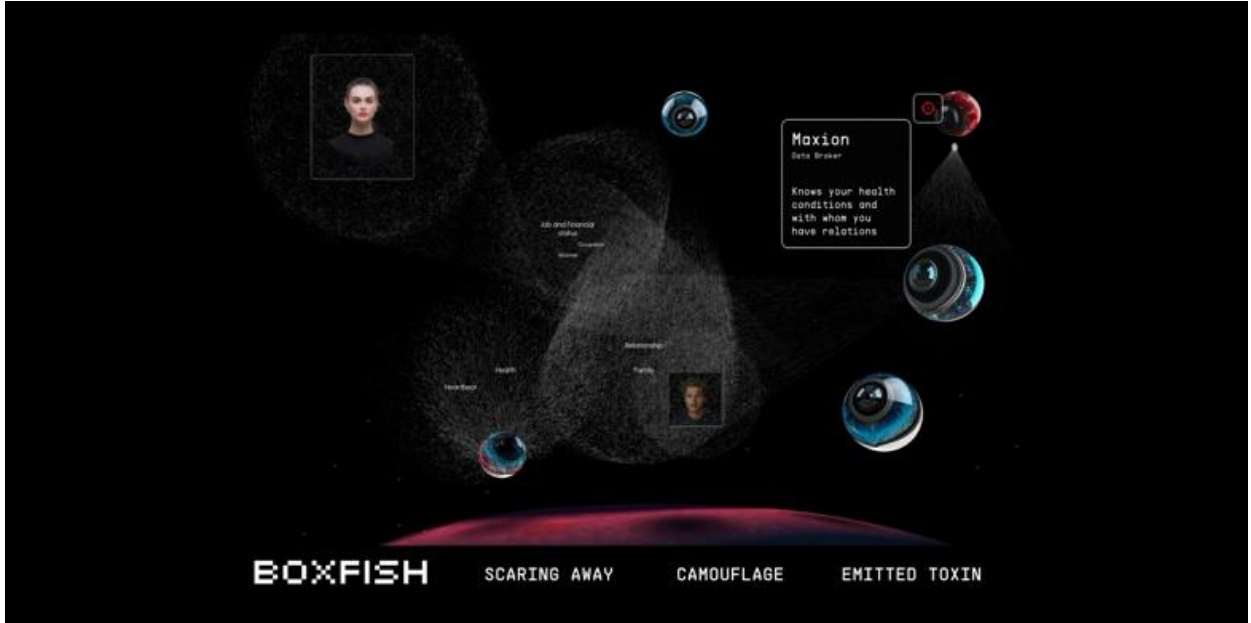 Maxion
Data Broker
Knows your health
conditions and
with whom you
have relations
Job and Financial
status
Income
Relationship
Health
Family
Heartbeat
BOXFISH
SCARING AWAY
CAMOUFLAGE
EMITTED TOXIN